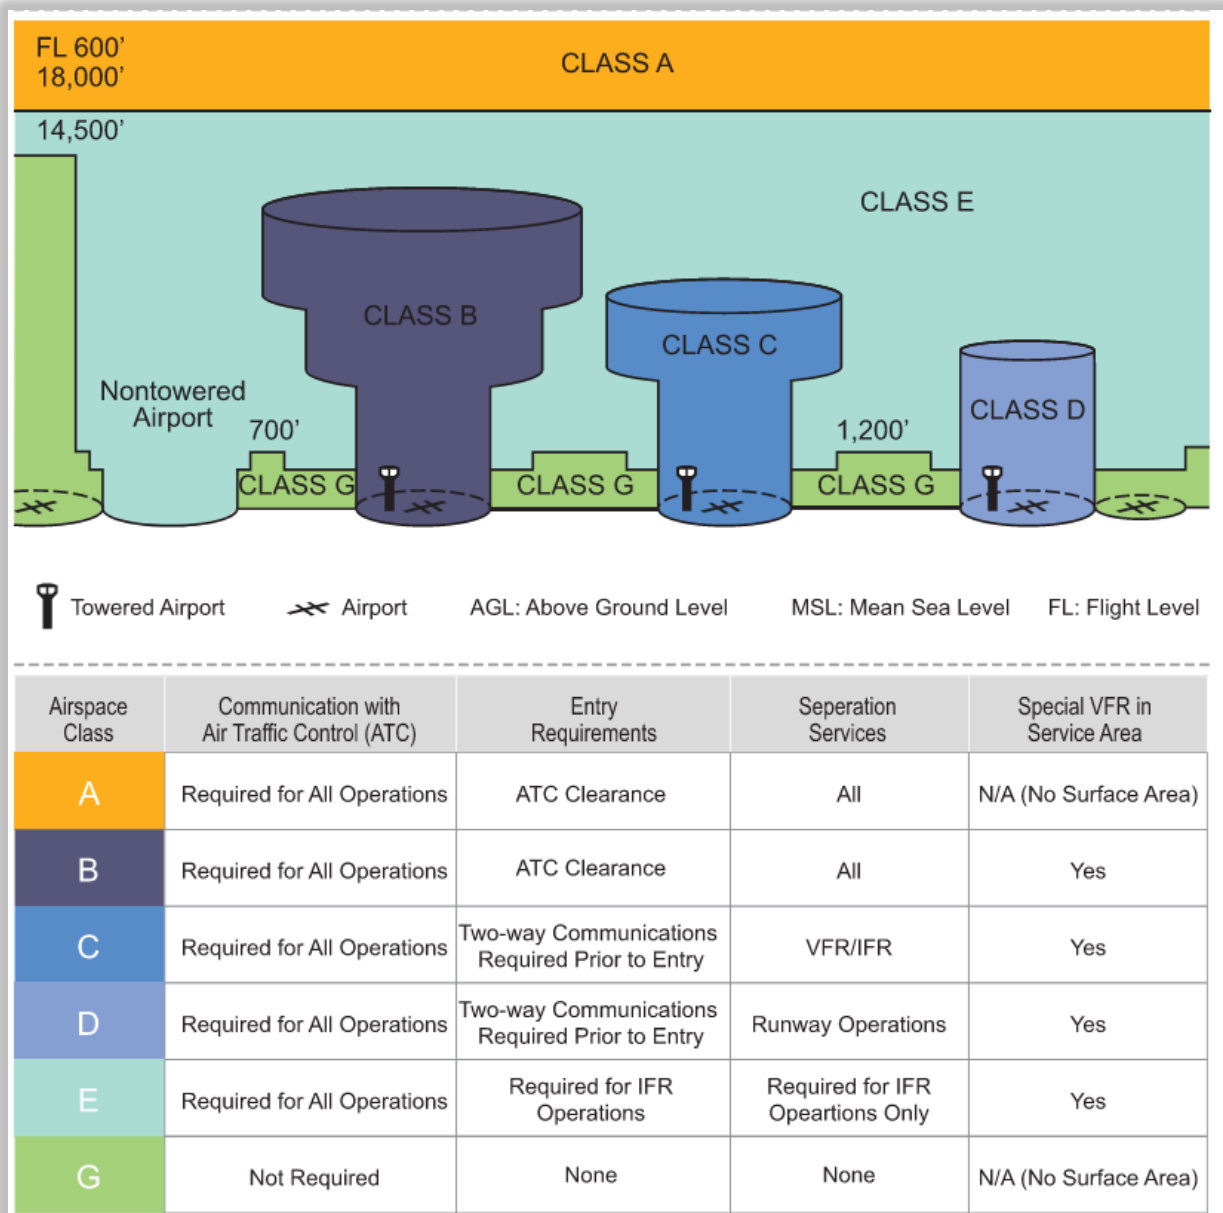 FL 600’
18,000’
CLASS A
14,500’
CLASS E
CLASS B
CLASS C
Nontowered
Airport
CLASS D
700’
1,200’
CLASS G
CLASS G
CLASS G
Towered Airport
Airport
AGL: Above Ground Level
MSL: Mean Sea Level
FL: Flight Level
Airspace
Class
Communication with
Air Traffic Control (ATC)
Entry
Requirements
Seperation
Services
Special VFR in
Service Area
A
Required for All Operations
ATC Clearance
All
N/A (No Surface Area)
B
Required for All Operations
ATC Clearance
All
Yes
C
Required for All Operations
Two-way Communications
Required Prior to Entry
VFR/IFR
Yes
D
Required for All Operations
Two-way Communications
Required Prior to Entry
Runway Operations
Yes
E
Required for All Operations
Required for IFR
Operations
Required for IFR
Opeartions Only
Yes
G
Not Required
None
None
N/A (No Surface Area)